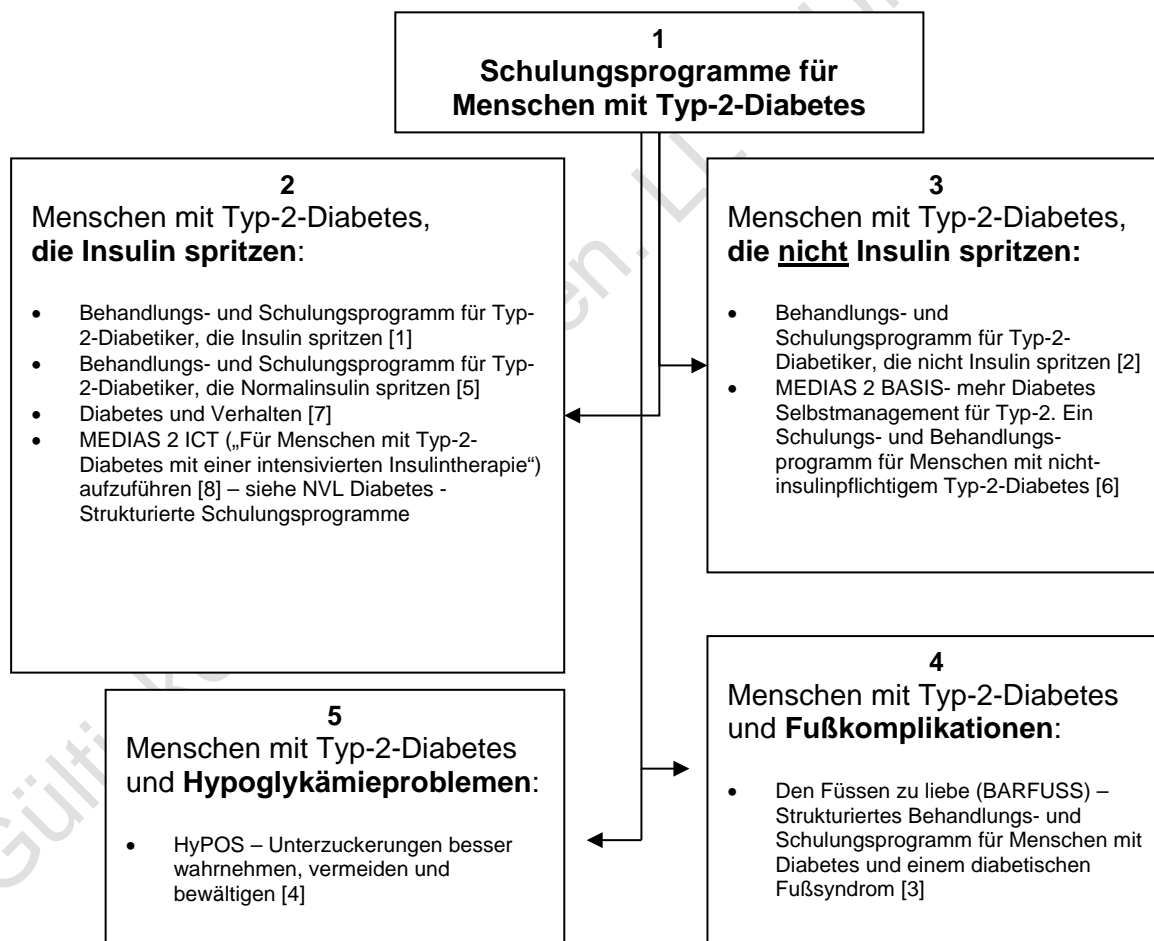 1
Schulungsprogramme für
Menschen mit Typ-2-Diabetes
2
Menschen mit Typ-2-Diabetes,
die Insulin spritzen:
• Behandlungs- und Schulungsprogramm für Typ-
2-Diabetiker, die Insulin spritzen [1]
• Behandlungs- und Schulungsprogramm für Typ-
2-Diabetiker, die Normalinsulin spritzen [5]
• Diabetes und Verhalten [7]
• MEDIAS 2 ICT („Für Menschen mit Typ-2-
Diabetes mit einer intensivierten Insulintherapie“)
aufzuführen [8] – siehe NVL Diabetes -
Strukturierte Schulungsprogramme
3
Menschen mit Typ-2-Diabetes,
die nicht Insulin spritzen:
• Behandlungs- und
Schulungsprogramm für Typ-2-
Diabetiker, die nicht Insulin spritzen [2]
• MEDIAS 2 BASIS- mehr Diabetes
Selbstmanagement für Typ-2. Ein
Schulungs- und Behandlungs-
programm für Menschen mit nicht-
insulinpflichtigem Typ-2-Diabetes [6]
4
Menschen mit Typ-2-Diabetes
und Fußkomplikationen:
• Den Füssen zu liebe (BARFUSS) –
Strukturiertes Behandlungs- und
Schulungsprogramm für Menschen mit
Diabetes und einem diabetischen
Fußsyndrom [3]
5
Menschen mit Typ-2-Diabetes
und Hypoglykämieproblemen:
• HyPOS – Unterzuckerungen besser
wahrnehmen, vermeiden und
bewältigen [4]